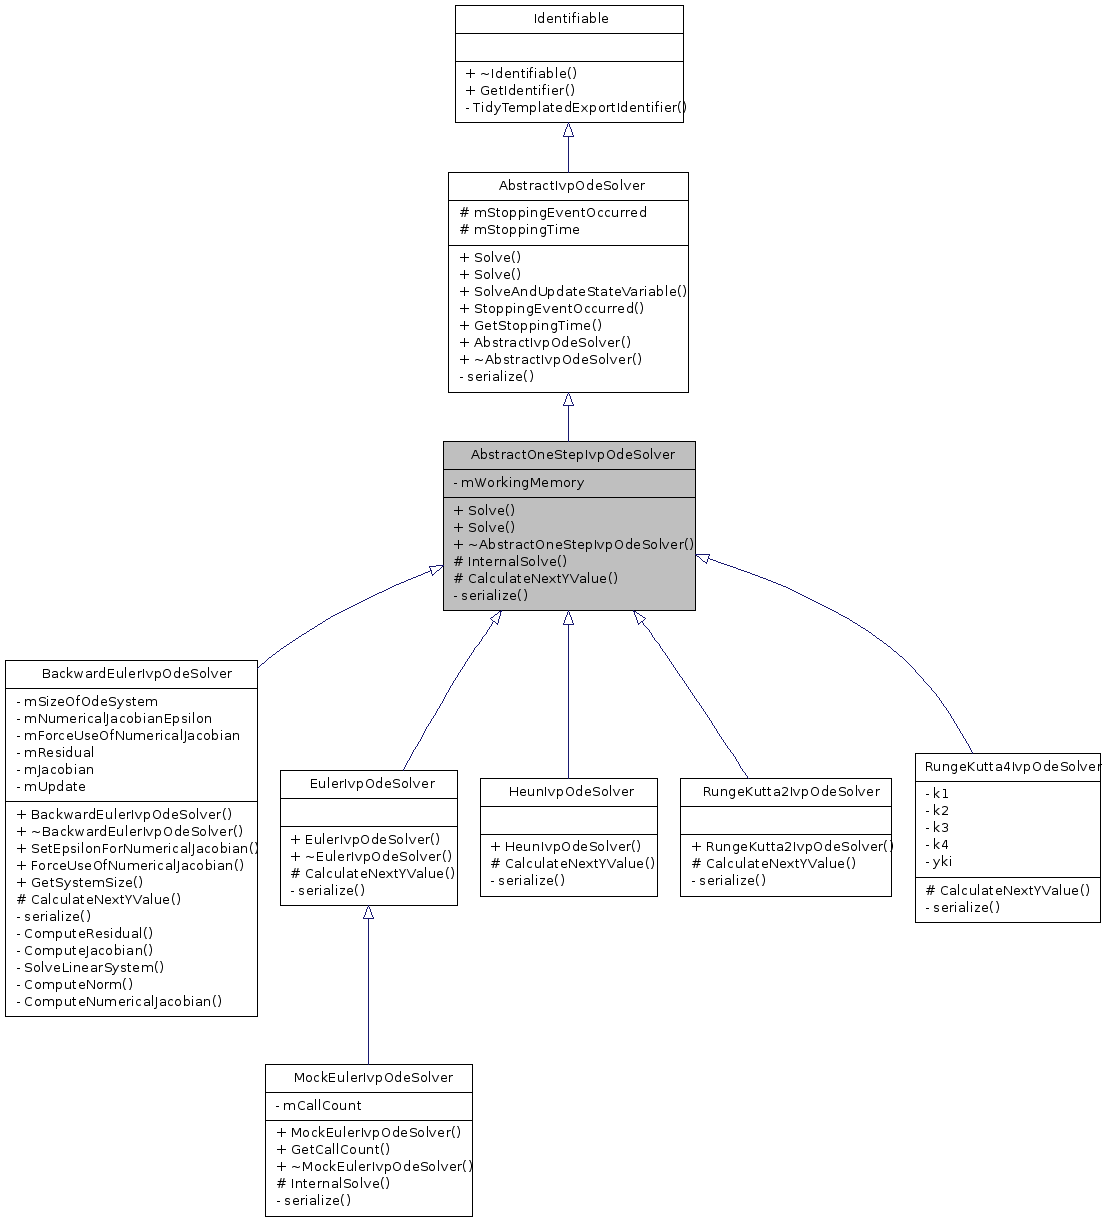 Identifiable
+ ~Identifiable()
+ GetIdentifier()
- TidyTemplatedExportIdentifier()
AbstractIvpOdeSolver
# mStoppingEventOccurred
# mStoppingTime
+ Solve()
+ Solve()
+ SolveAndUpdateStateVariable()
+ StoppingEventOccurred()
+ GetStoppingTime()
+ AbstractIvpOdeSolver()
+ ~AbstractIvpOdeSolver()
- serialize()
AbstractOneStepIvpOdeSolver
- mWorkingMemory
+ Solve()
+ Solve()
+ ~AbstractOneStepIvpOdeSolver()
# InternalSolve()
# CalculateNextYValue()
- serialize()
BackwardEulerIvpOdeSolver
- mSizeOfOdeSystem
- mNumericalJacobianEpsilon
- mForceUseOfNumericalJacobian
- mResidual
- mJacobian
- mUpdate
+ BackwardEulerIvpOdeSolver()
+ ~BackwardEulerIvpOdeSolver()
+ SetEpsilonForNumericalJacobian()
+ ForceUseOfNumericalJacobian()
+ GetSystemSize()
# CalculateNextYValue()
- serialize()
- ComputeResidual()
- ComputeJacobian()
- SolveLinearSystem()
- ComputeNorm()
- ComputeNumericalJacobian()
EulerIvpOdeSolver
+ EulerIvpOdeSolver()
+ ~EulerIvpOdeSolver()
# CalculateNextYValue()
- serialize()
HeunIvpOdeSolver
+ HeunIvpOdeSolver()
# CalculateNextYValue()
- serialize()
RungeKutta2IvpOdeSolver
+ RungeKutta2IvpOdeSolver()
# CalculateNextYValue()
- serialize()
RungeKutta4IvpOdeSolver
- k1
- k2
- k3
- k4
- yki
# CalculateNextYValue()
- serialize()
MockEulerIvpOdeSolver
- mCallCount
+ MockEulerIvpOdeSolver()
+ GetCallCount()
+ ~MockEulerIvpOdeSolver()
# InternalSolve()
- serialize()